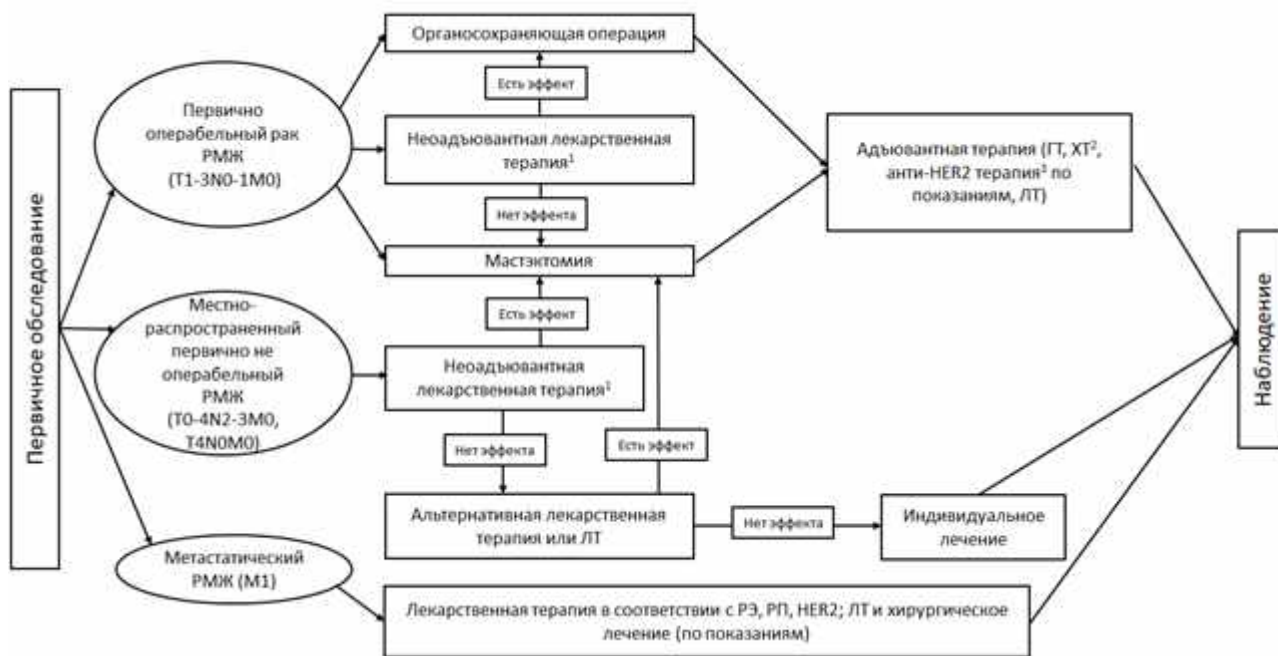 Первичное обследование
Первично
операбельный рак
РМЖ
(T1-3N0-1M0)
Местно-
распространенный
первично не
операбельный
РМЖ
(T0-4N2-3M0,
T4N0M0)
Метастатический
РМЖ (M1)
Органосохраняющая операция
Есть эффект
Неоадъювантная лекарственная
терапия¹
Нет эффекта
Мастэктомия
Есть эффект
Неоадъювантная
лекарственная терапия¹
Нет эффекта
Есть эффект
Альтернативная лекарственная
терапия или ЛТ
Нет эффекта
Индивидуальное
лечение
Лекарственная терапия в соответствии с РЭ, РП, HER2; ЛТ и хирургическое
лечение (по показаниям)
Адъювантная терапия (ГТ, ХТ²,
анти-HER2 терапия³ по
показаниям, ЛТ)
Наблюдение